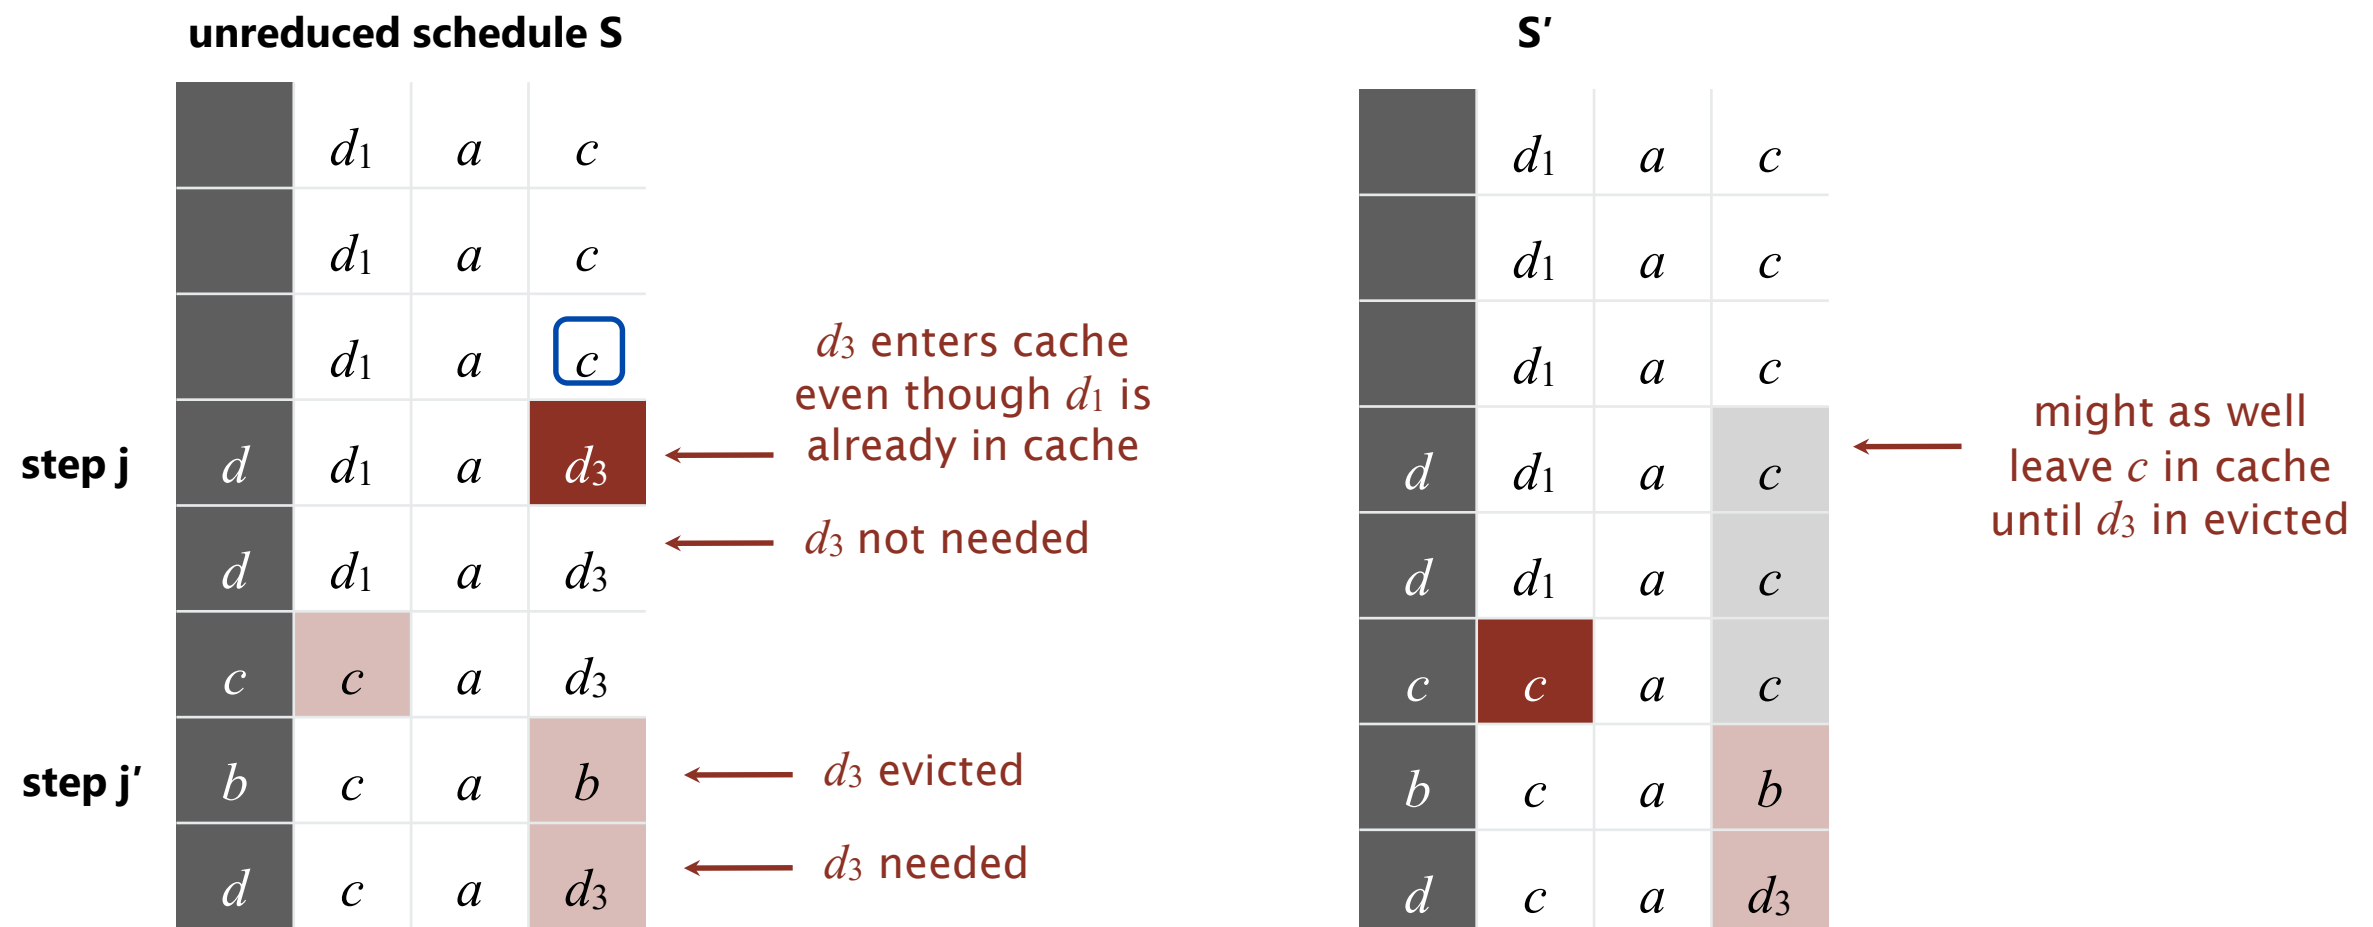 unreduced schedule S
d1 a c
d1 a c
d1 a c
step j d d1 a d3
d d1 a d3
c c a d3
step j′ b c a b
d c a d3
d3 enters cache
even though d1 is
already in cache
d3 not needed
d3 evicted
d3 needed
S′
d1 a c
d1 a c
d1 a c
d d1 a c
d d1 a c
c c a c
b c a b
d c a d3
might as well
leave c in cache
until d3 in evicted